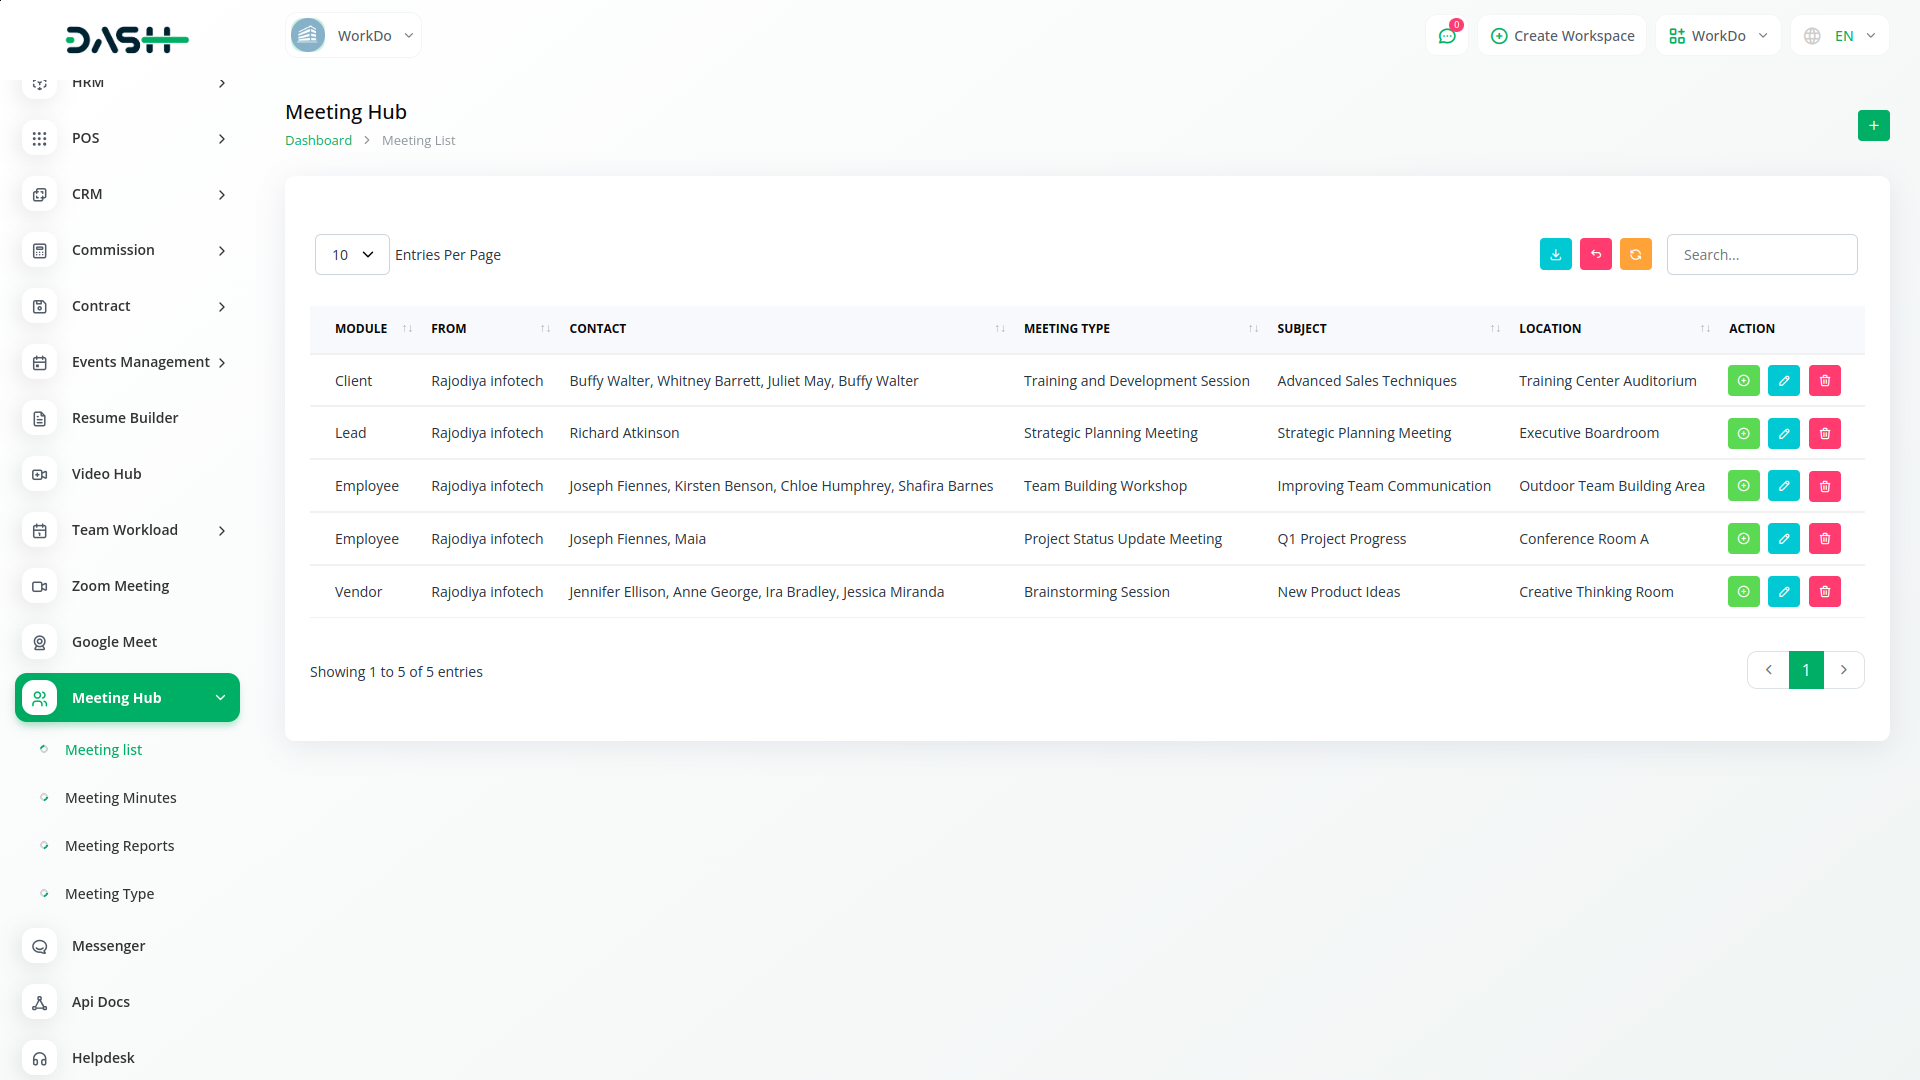 DASH
WorkDo
0
Create Workspace
WorkDo
EN
HRM
POS
CRM
Commission
Contract
Events Management
Resume Builder
Video Hub
Team Workload
Zoom Meeting
Google Meet
Meeting Hub
Meeting list
Meeting Minutes
Meeting Reports
Meeting Type
Messenger
Api Docs
Helpdesk
Meeting Hub
Dashboard > Meeting List
+
10 Entries Per Page
Search...
MODULE FROM CONTACT MEETING TYPE SUBJECT LOCATION ACTION
Client Rajodiya infotech Buffy Walter, Whitney Barrett, Juliet May, Buffy Walter Training and Development Session Advanced Sales Techniques Training Center Auditorium
Lead Rajodiya infotech Richard Atkinson Strategic Planning Meeting Strategic Planning Meeting Executive Boardroom
Employee Rajodiya infotech Joseph Fiennes, Kirsten Benson, Chloe Humphrey, Shafira Barnes Team Building Workshop Improving Team Communication Outdoor Team Building Area
Employee Rajodiya infotech Joseph Fiennes, Maia Project Status Update Meeting Q1 Project Progress Conference Room A
Vendor Rajodiya infotech Jennifer Ellison, Anne George, Ira Bradley, Jessica Miranda Brainstorming Session New Product Ideas Creative Thinking Room
Showing 1 to 5 of 5 entries
1